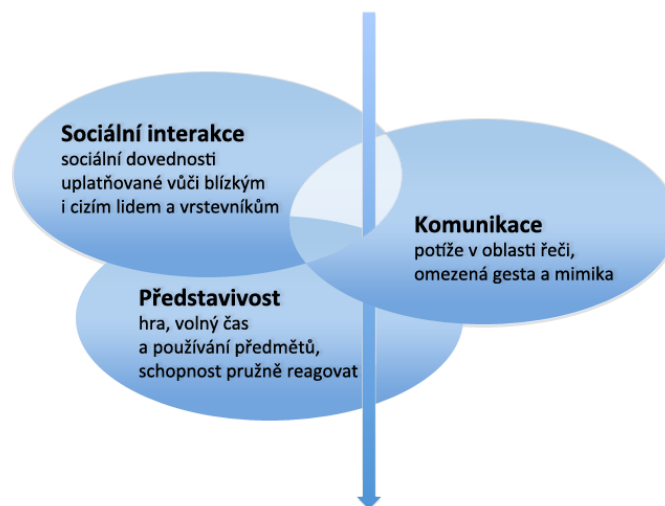 Sociální interakce
sociální dovednosti
uplatňované vůči blízkým
i cizím lidem a vrstevníkům
Komunikace
potíže v oblasti řeči,
omezená gesta a mimika
Představivost
hra, volný čas
a používání předmětů,
schopnost pružně reagovat